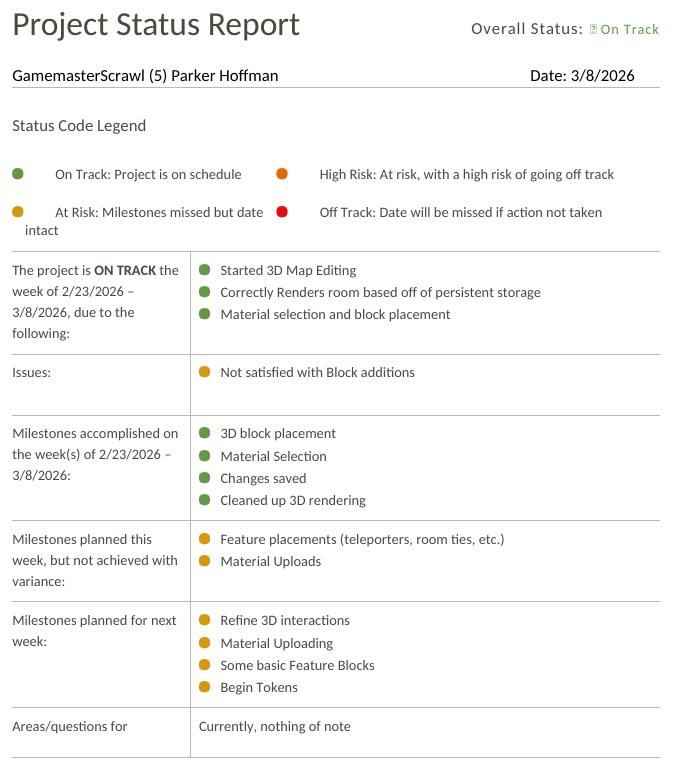 Project Status Report
Overall Status: On Track
GamemasterScrawl (5) Parker Hoffman
Date: 3/8/2026
Status Code Legend
On Track: Project is on schedule
High Risk: At risk, with a high risk of going off track
At Risk: Milestones missed but date
intact
Off Track: Date will be missed if action not taken
The project is ON TRACK the
week of 2/23/2026 –
3/8/2026, due to the
following:
Started 3D Map Editing
Correctly Renders room based off of persistent storage
Material selection and block placement
Issues:
Not satisfied with Block additions
Milestones accomplished on
the week(s) of 2/23/2026 –
3/8/2026:
3D block placement
Material Selection
Changes saved
Cleaned up 3D rendering
Milestones planned this
week, but not achieved with
variance:
Feature placements (teleporters, room ties, etc.)
Material Uploads
Milestones planned for next
week:
Refine 3D interactions
Material Uploading
Some basic Feature Blocks
Begin Tokens
Areas/questions for
Currently, nothing of note